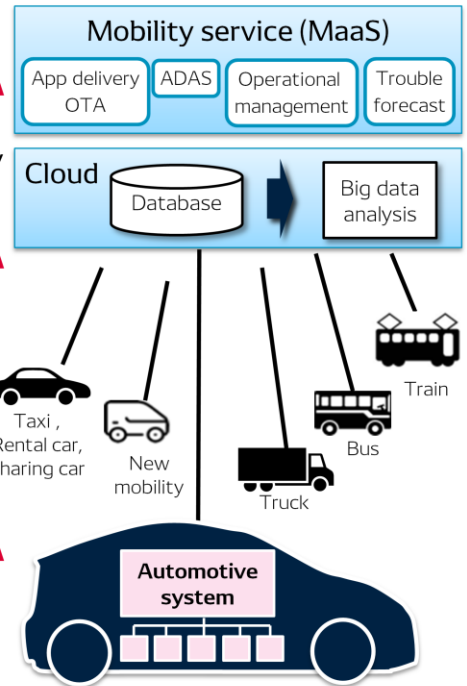 Mobility service (MaaS)
App delivery
OTA
ADAS
Operational
management
Trouble
forecast
Cloud
Database
Big data
analysis
Train
Bus
Truck
New
mobility
Taxi ,
Rental car,
haring car
Automotive
system